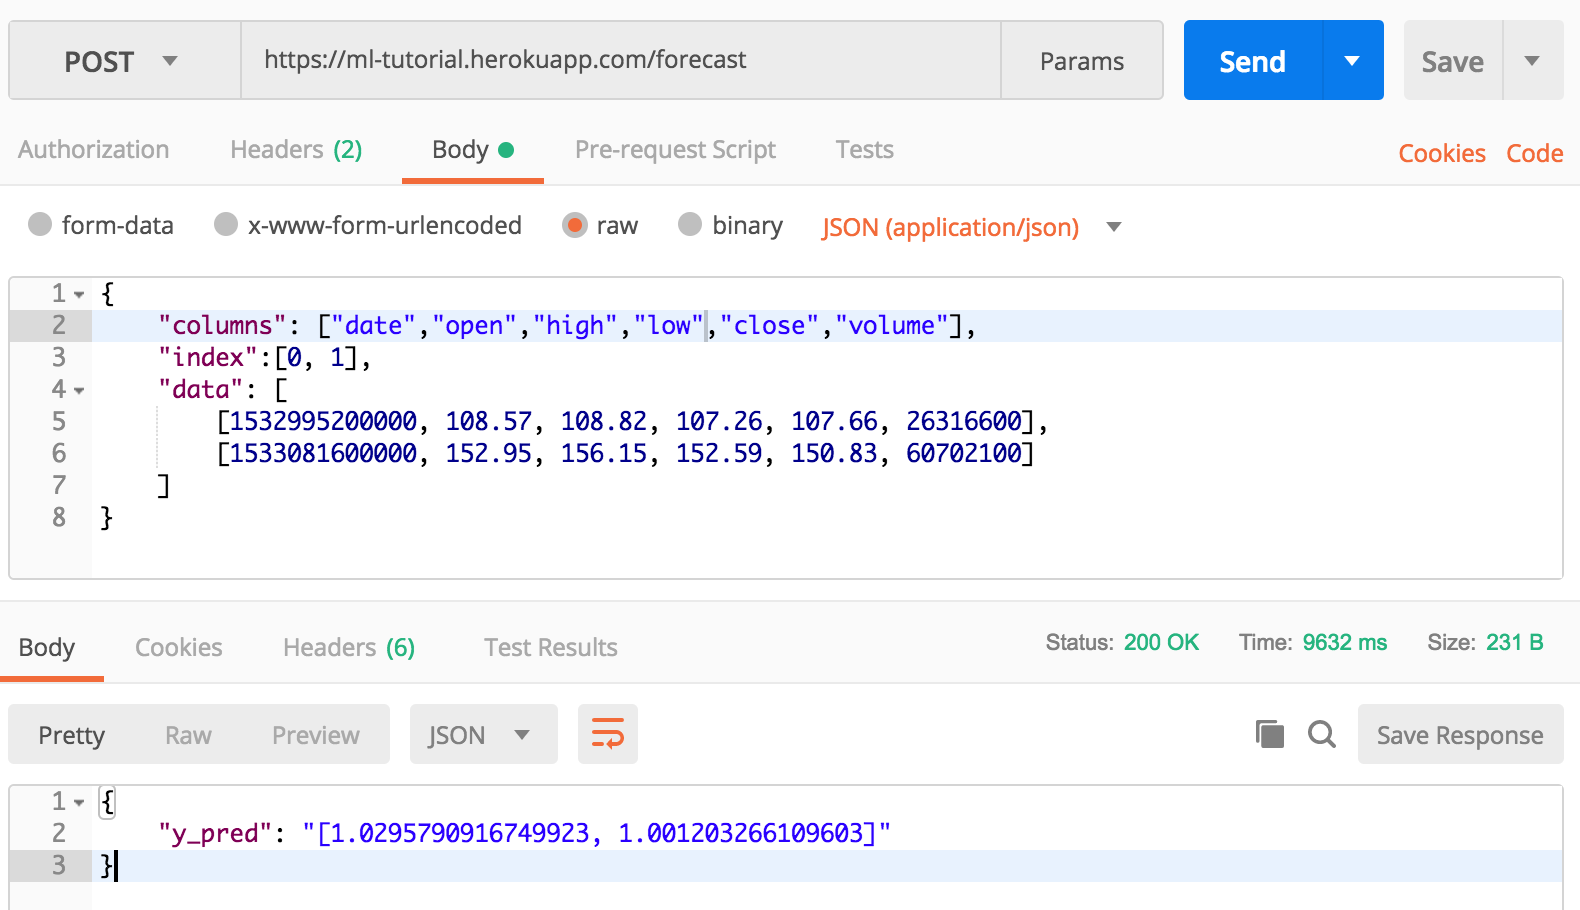 POST https://ml-tutorial.herokuapp.com/forecast Params Send Save
Authorization Headers (2) Body Pre-request Script Tests Cookies Code
form-data x-www-form-urlencoded raw binary JSON (application/json)
1 {
2 "columns": ["date","open","high","low","close","volume"],
3 "index":[0, 1],
4 "data": [
5 [1532995200000, 108.57, 108.82, 107.26, 107.66, 26316600],
6 [1533081600000, 152.95, 156.15, 152.59, 150.83, 60702100]
7 ]
8 }
Body Cookies Headers (6) Test Results Status: 200 OK Time: 9632 ms Size: 231 B
Pretty Raw Preview JSON Save Response
1 {
2 "y_pred": "[1.0295790916749923, 1.001203266109603]"
3 }